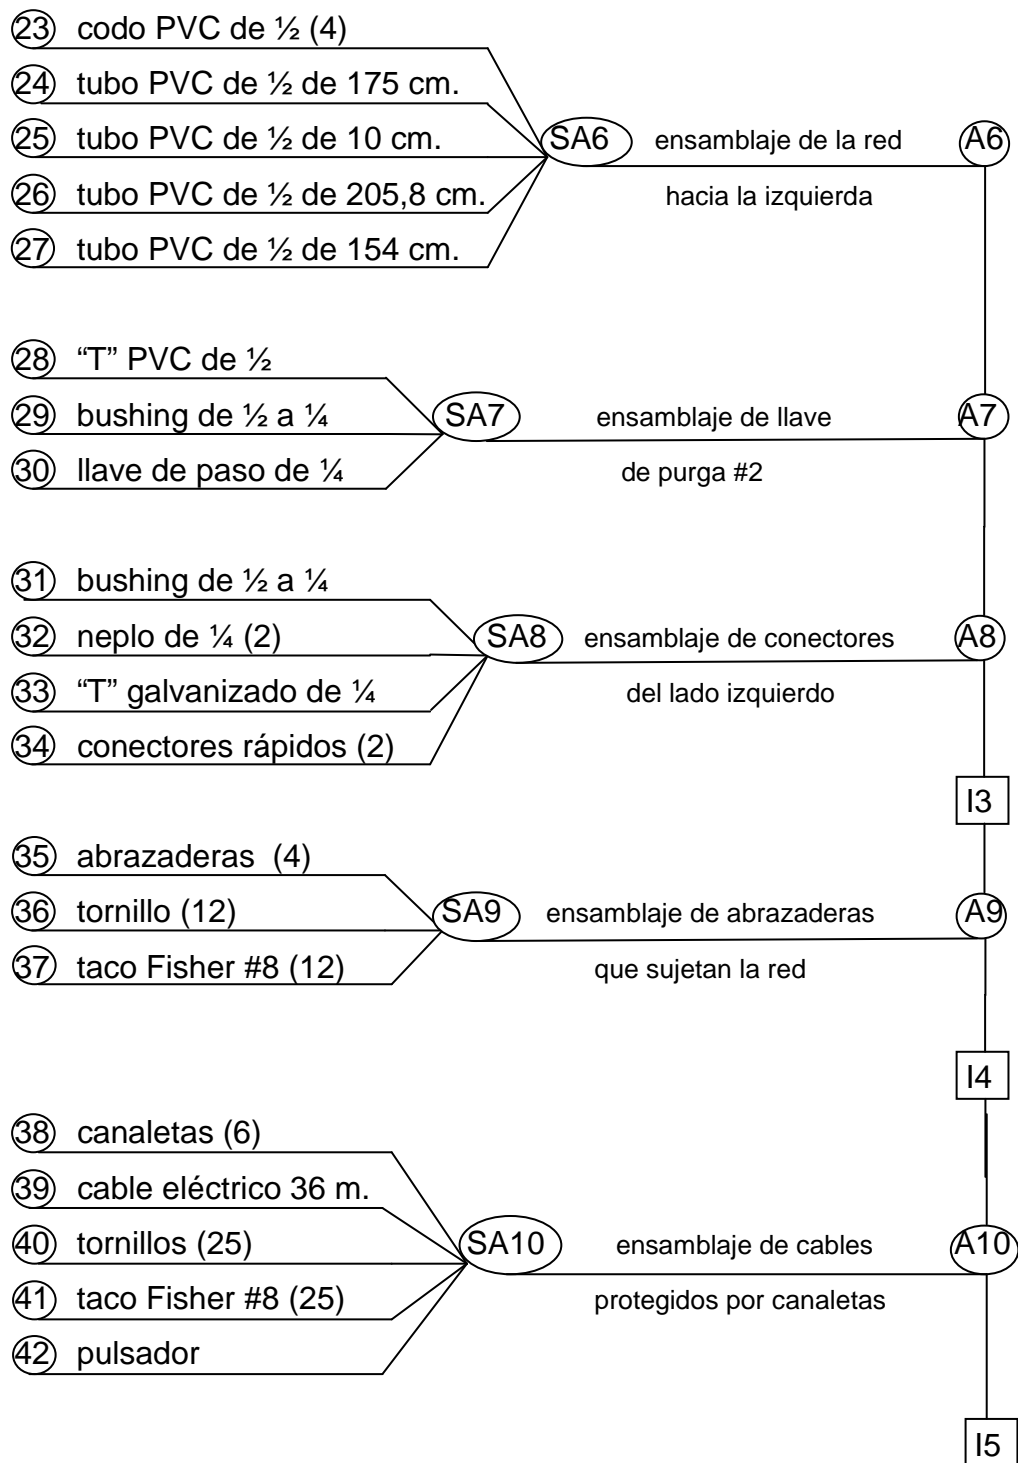 23 codo PVC de ½ (4)
24 tubo PVC de ½ de 175 cm.
25 tubo PVC de ½ de 10 cm.
26 tubo PVC de ½ de 205,8 cm.
27 tubo PVC de ½ de 154 cm.
SA6 ensamblaje de la red A6
hacia la izquierda
28 “T” PVC de ½
29 bushing de ½ a ¼
30 llave de paso de ¼
SA7 ensamblaje de llave A7
de purga #2
31 bushing de ½ a ¼
32 neplo de ¼ (2)
33 “T” galvanizado de ¼
34 conectores rápidos (2)
SA8 ensamblaje de conectores A8
del lado izquierdo
I3
35 abrazaderas (4)
36 tornillo (12)
37 taco Fisher #8 (12)
SA9 ensamblaje de abrazaderas A9
que sujetan la red
I4
38 canaletas (6)
39 cable eléctrico 36 m.
40 tornillos (25)
41 taco Fisher #8 (25)
42 pulsador
SA10 ensamblaje de cables A10
protegidos por canaletas
I5